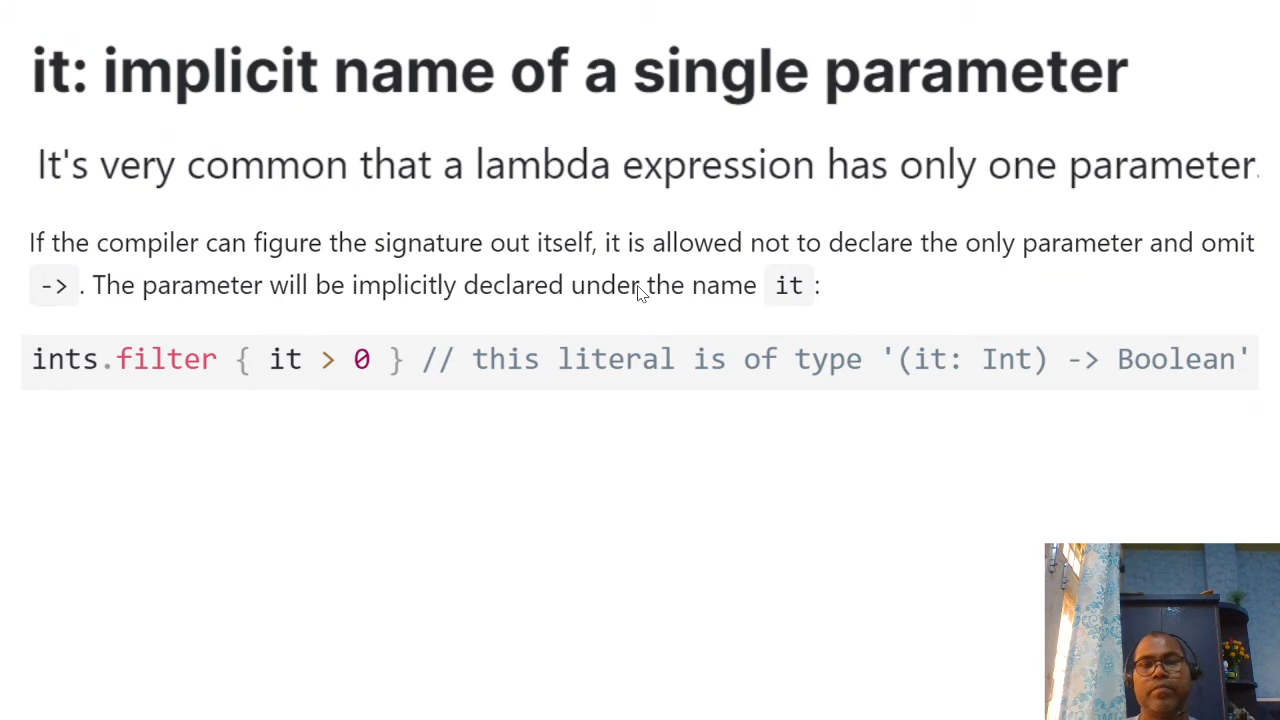 it: implicit name of a single parameter
It's very common that a lambda expression has only one parameter.
If the compiler can figure the signature out itself, it is allowed not to declare the only parameter and omit
-> . The parameter will be implicitly declared under the name it :
ints.filter { it > 0 } // this literal is of type '(it: Int) -> Boolean'